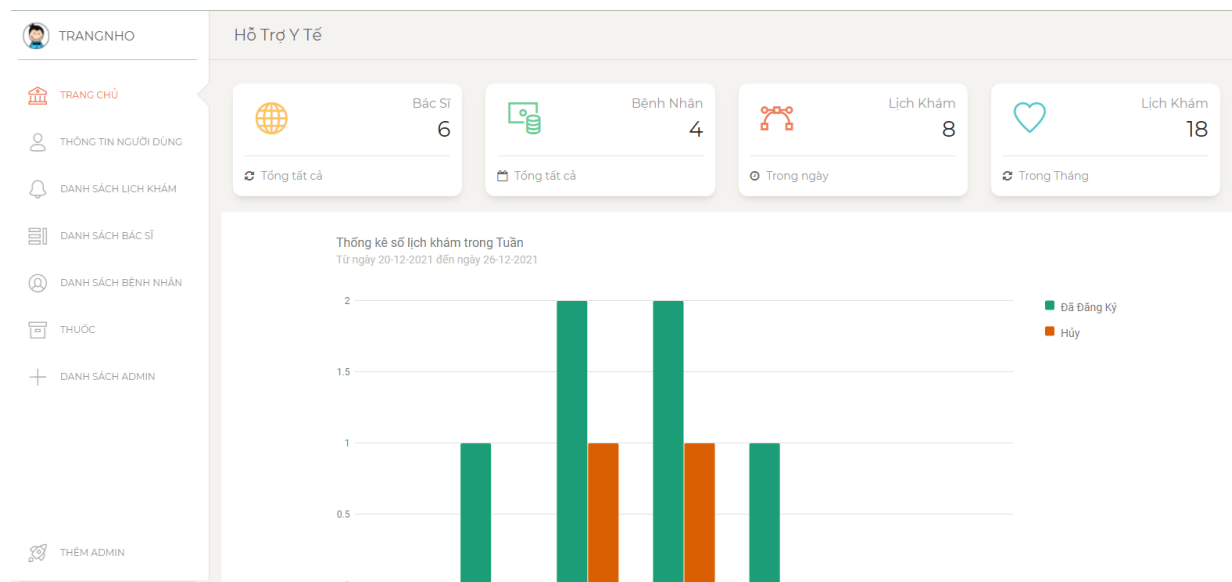 TRANGNHO
Hỗ Trợ Y Tế
TRANG CHỦ
THÔNG TIN NGƯỜI DÙNG
DANH SÁCH LỊCH KHÁM
DANH SÁCH BÁC SĨ
DANH SÁCH BỆNH NHÂN
THUỐC
DANH SÁCH ADMIN
THÊM ADMIN
Bác Sĩ
6
Tổng tất cả
Bệnh Nhân
4
Tổng tất cả
Lịch Khám
8
Trong ngày
Lịch Khám
18
Trong Tháng
Thống kê số lịch khám trong Tuần
Từ ngày 20-12-2021 đến ngày 26-12-2021
2
1.5
1
0.5
Đã Đăng Ký
Hủy